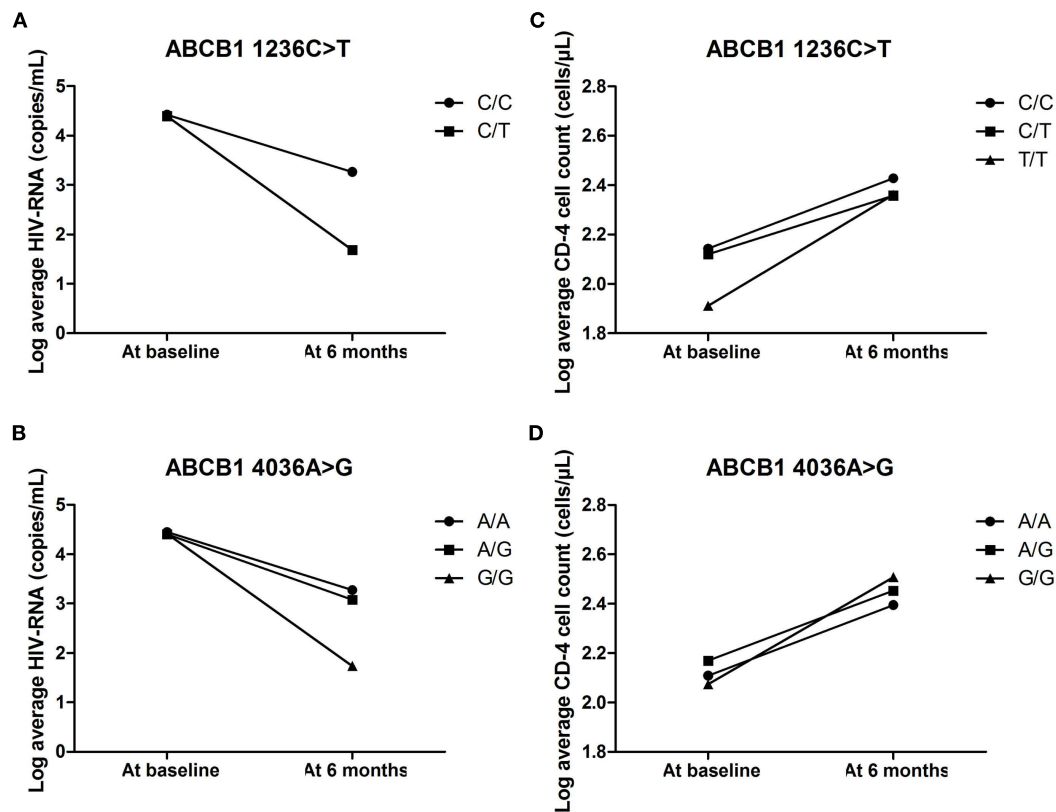 A
ABCB1 1236C>T
Log average HIV-RNA (copies/mL)
5
4
3
2
1
0
At baseline
At 6 months
C/C
C/T
C
ABCB1 1236C>T
Log average CD-4 cell count (cells/µL)
2.8
2.6
2.4
2.2
2.0
1.8
At baseline
At 6 months
C/C
C/T
T/T
B
ABCB1 4036A>G
Log average HIV-RNA (copies/mL)
5
4
3
2
1
0
At baseline
At 6 months
A/A
A/G
G/G
D
ABCB1 4036A>G
Log average CD-4 cell count (cells/µL)
2.8
2.6
2.4
2.2
2.0
1.8
At baseline
At 6 months
A/A
A/G
G/G